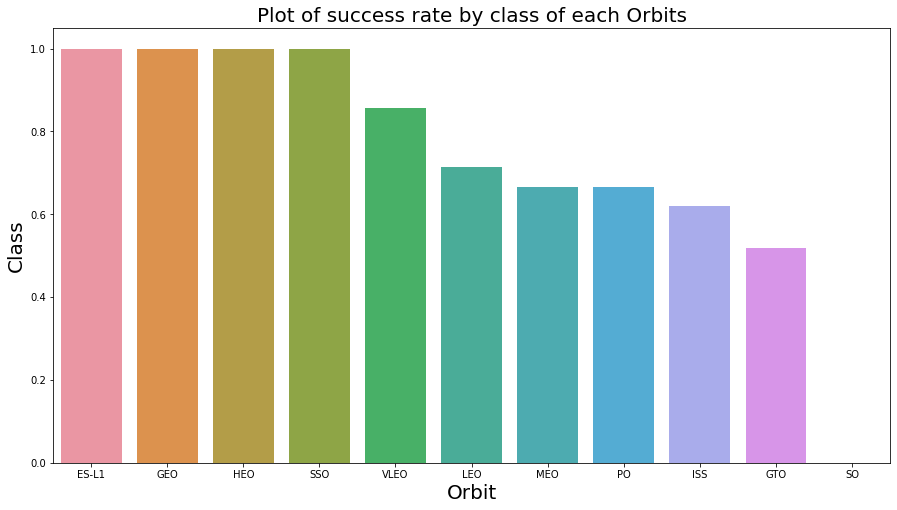 Plot of success rate by class of each Orbits
1.0
0.8
0.6
0.4
0.2
0.0
Class
ES-L1 GEO HEO SSO VLEO LEO MEO PO ISS GTO SO
Orbit